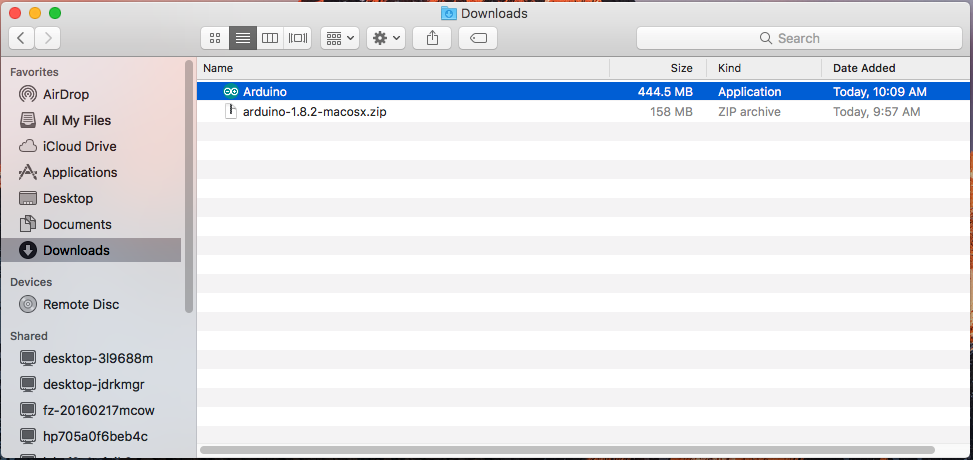 Downloads
Search
Favorites
AirDrop
All My Files
iCloud Drive
Applications
Desktop
Documents
Downloads
Devices
Remote Disc
Shared
desktop-3l9688m
desktop-jdrkmgr
fz-20160217mcow
hp705a0f6beb4c
Name Size Kind Date Added
Arduino 444.5 MB Application Today, 10:09 AM
arduino-1.8.2-macosx.zip 158 MB ZIP archive Today, 9:57 AM